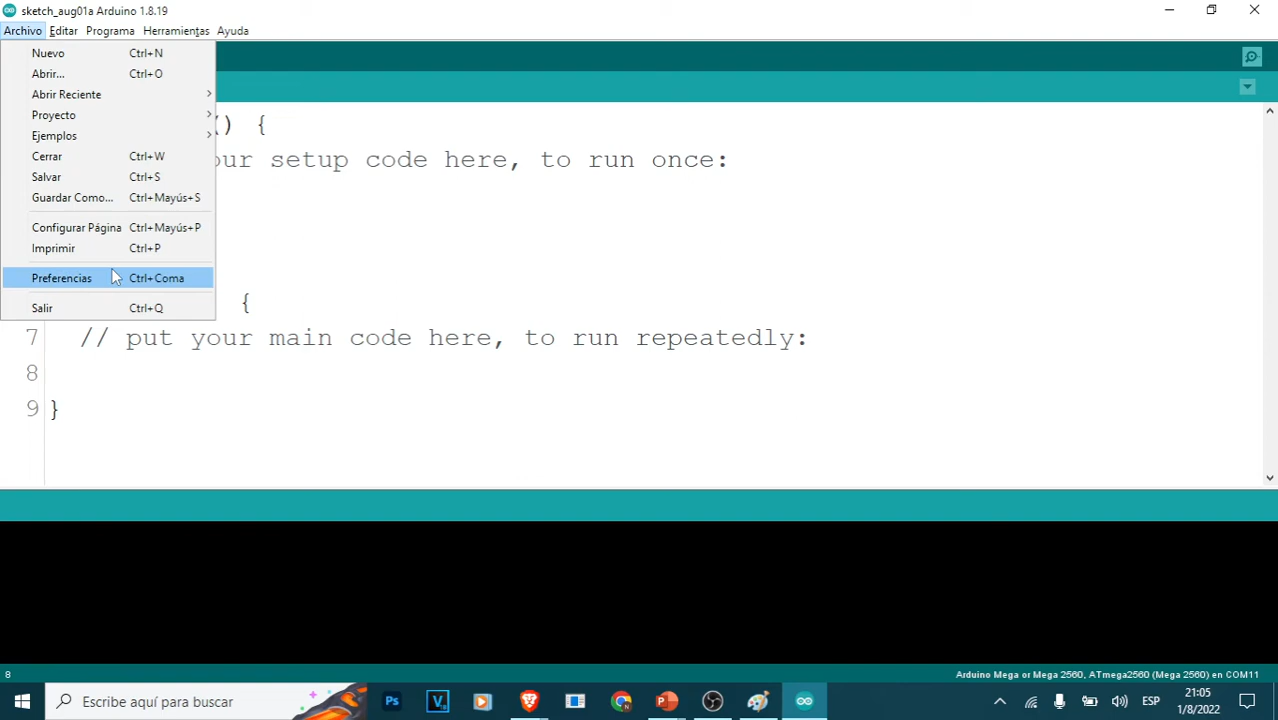 sketch_aug01a Arduino 1.8.19
Archivo Editar Programa Herramientas Ayuda
Nuevo Ctrl+N
Abrir... Ctrl+O
Abrir Reciente
Proyecto
Ejemplos
Cerrar Ctrl+W
Salvar Ctrl+S
Guardar Como... Ctrl+Mayús+S
Configurar Página Ctrl+Mayús+P
Imprimir Ctrl+P
Preferencias Ctrl+Coma
Salir Ctrl+Q
() {
our setup code here, to run once:
{
7 // put your main code here, to run repeatedly:
8
9 }
8 Arduino Mega or Mega 2560, ATmega2560 (Mega 2560) en COM11
Escribe aquí para buscar
Ps
ESP
21:05
1/8/2022